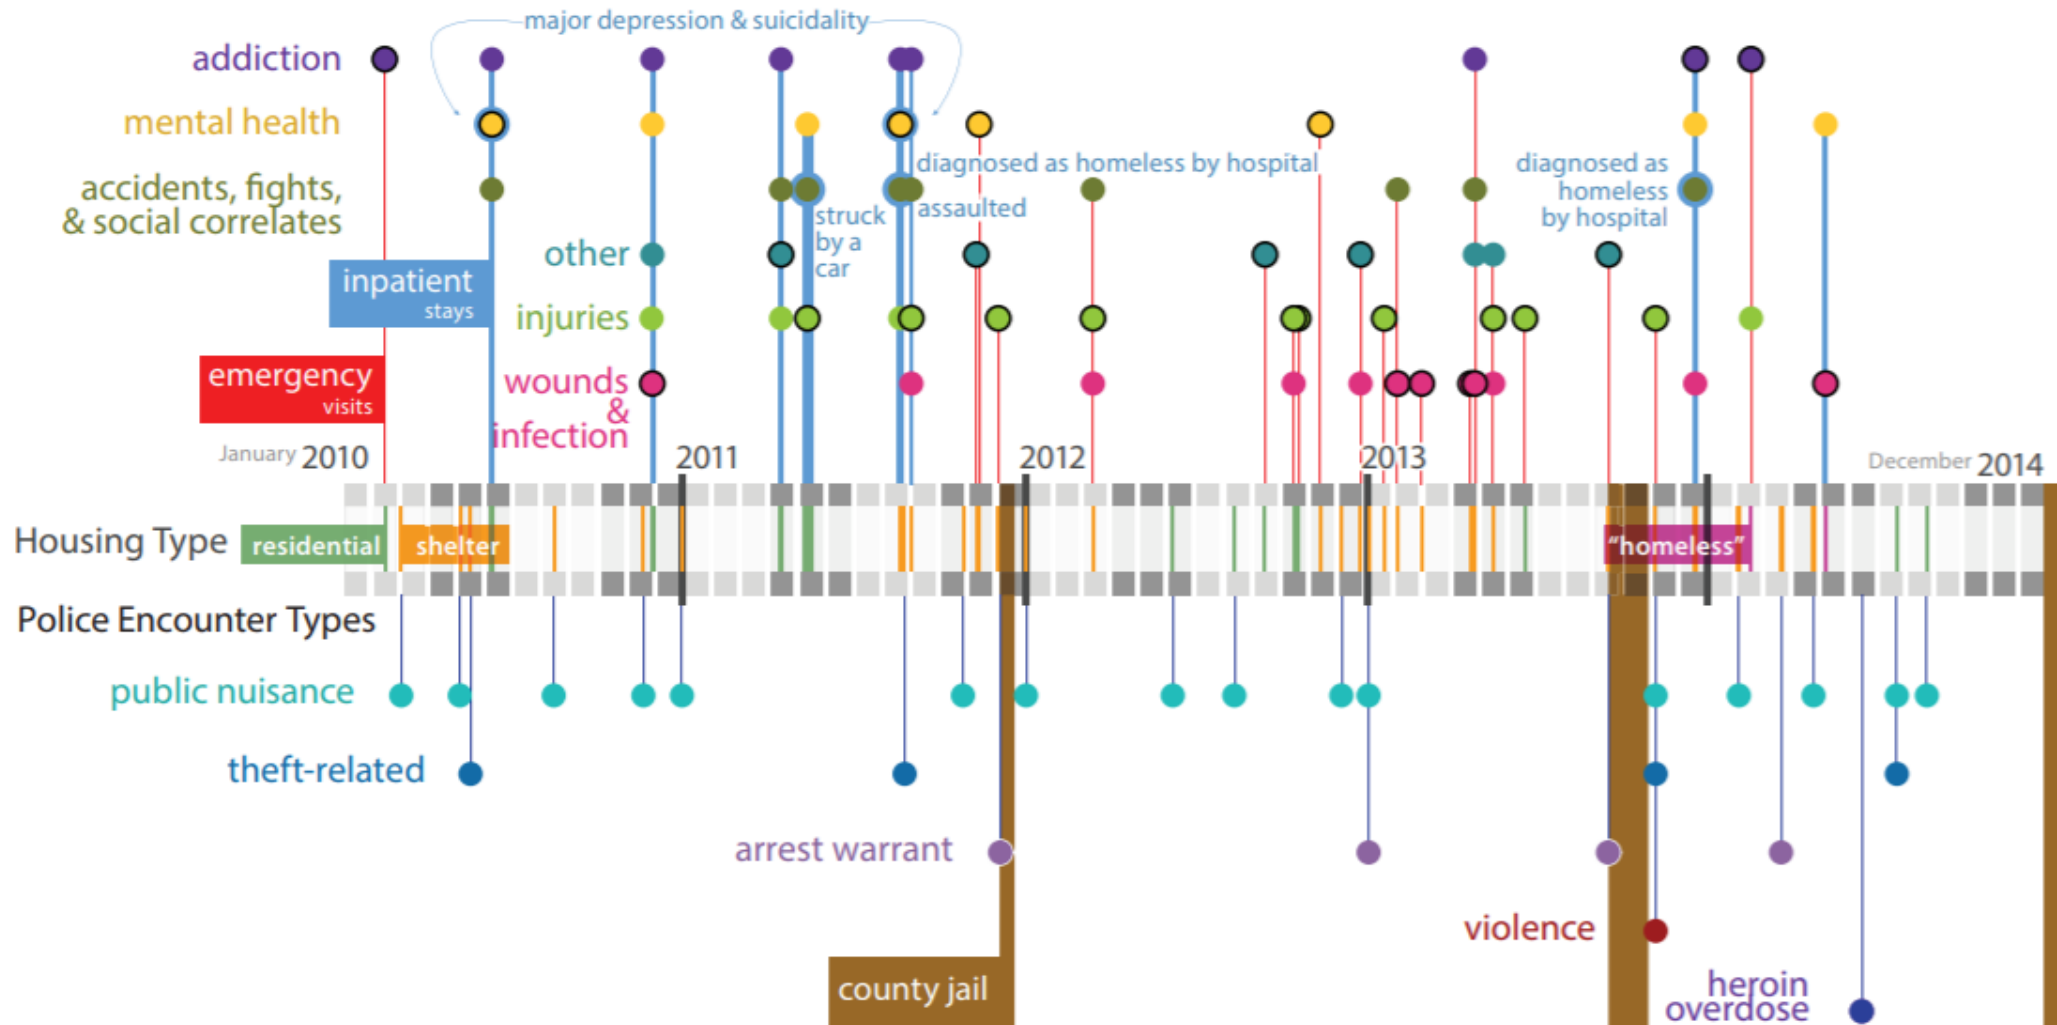 major depression & suicidality
addiction
mental health
accidents, fights,
& social correlates
diagnosed as homeless by hospital
assaulted
struck
by a
car
diagnosed as
homeless
by hospital
other
inpatient
stays
injuries
emergency
visits
wounds
&
infection
January 2010
2011
2012
2013
December 2014
Housing Type
residential
shelter
"homeless"
Police Encounter Types
public nuisance
theft-related
arrest warrant
violence
county jail
heroin
overdose